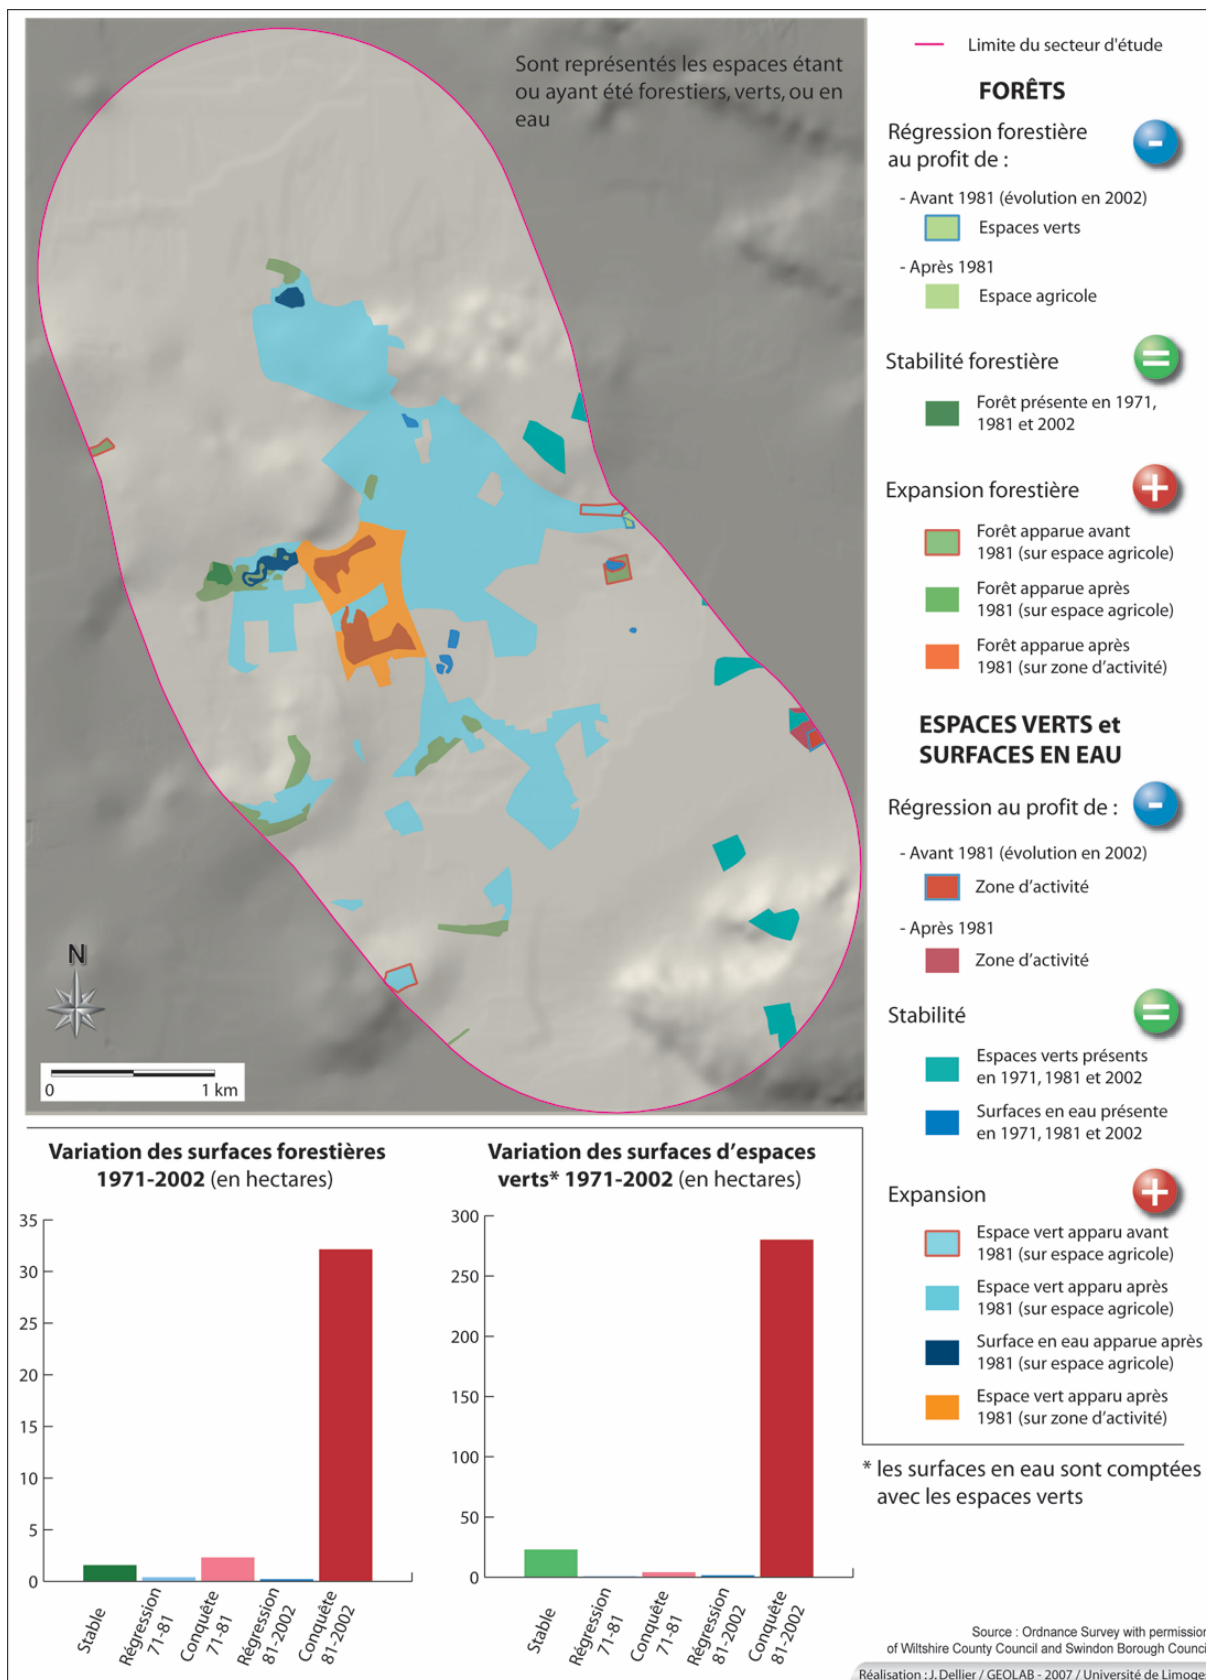 Sont représentés les espaces étant
ou ayant été forestiers, verts, ou en
eau
N
0 1 km
Limite du secteur d'étude
FORÊTS
Régression forestière
au profit de :
-
- Avant 1981 (évolution en 2002)
Espaces verts
- Après 1981
Espace agricole
Stabilité forestière
=
Forêt présente en 1971,
1981 et 2002
Expansion forestière
+
Forêt apparue avant
1981 (sur espace agricole)
Forêt apparue après
1981 (sur espace agricole)
Forêt apparue après
1981 (sur zone d'activité)
ESPACES VERTS et
SURFACES EN EAU
Régression au profit de :
-
- Avant 1981 (évolution en 2002)
Zone d'activité
- Après 1981
Zone d'activité
Stabilité
=
Espaces verts présents
en 1971, 1981 et 2002
Surfaces en eau présente
en 1971, 1981 et 2002
Expansion
+
Espace vert apparu avant
1981 (sur espace agricole)
Espace vert apparu après
1981 (sur espace agricole)
Surface en eau apparue après
1981 (sur espace agricole)
Espace vert apparu après
1981 (sur zone d'activité)
* les surfaces en eau sont comptées
avec les espaces verts
Variation des surfaces forestières
1971-2002 (en hectares)
35
30
25
20
15
10
5
0
Stable
Régression
71-81
Conquête
71-81
Régression
81-2002
Conquête
81-2002
Variation des surfaces d'espaces
verts* 1971-2002 (en hectares)
300
250
200
150
100
50
0
Stable
Régression
71-81
Conquête
71-81
Régression
81-2002
Conquête
81-2002
Source : Ordnance Survey with permission
of Wiltshire County Council and Swindon Borough Counci
Réalisation : J. Dellier / GEOLAB - 2007 / Université de Limoges